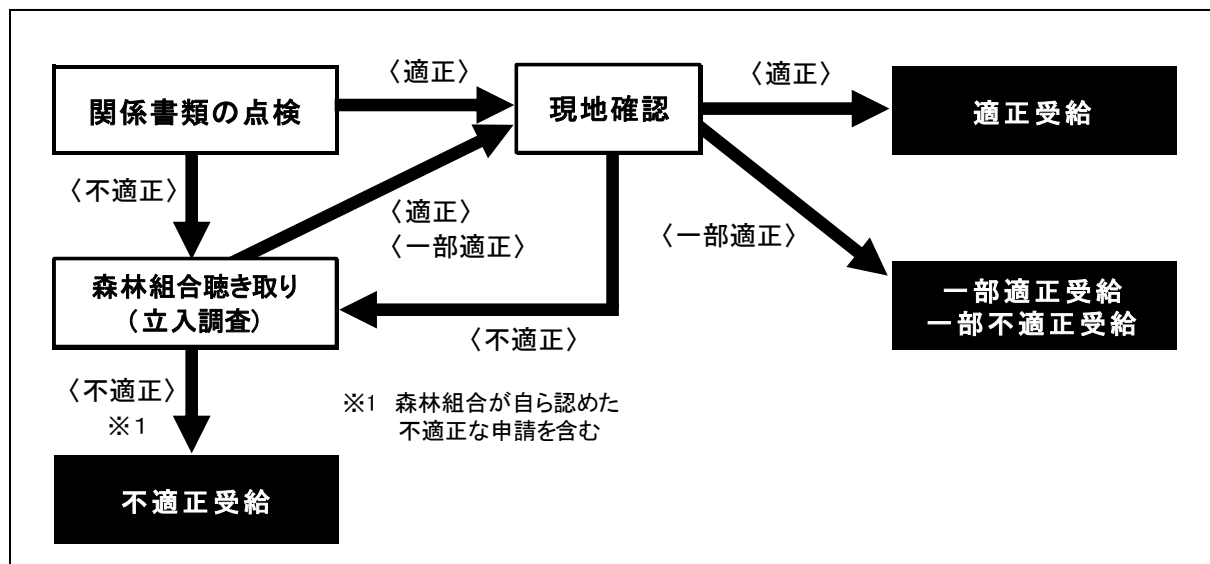 関係書類の点検
〈適正〉
現地確認
〈適正〉
適正受給
〈不適正〉
〈適正〉
〈一部適正〉
〈一部適正〉
森林組合聴き取り
（立入調査）
〈不適正〉
一部適正受給
一部不適正受給
〈不適正〉
※１
※1　森林組合が自ら認めた
不適正な申請を含む
不適正受給